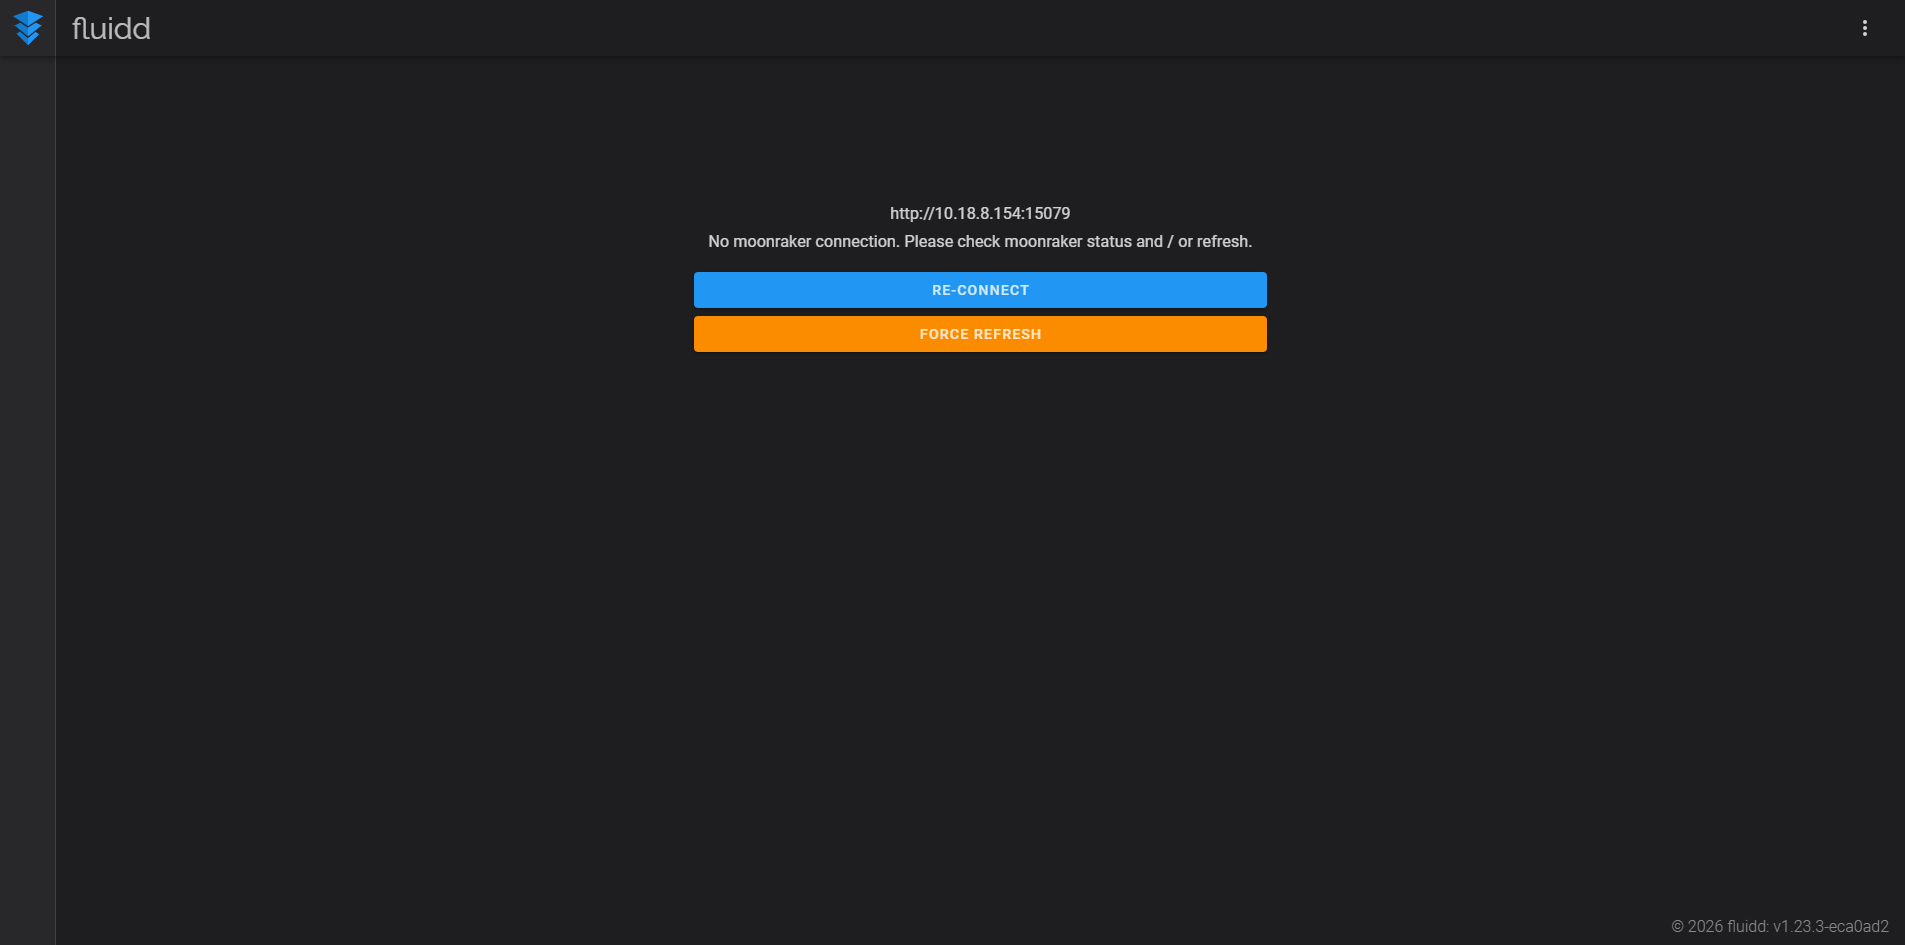 fluidd
http://10.18.8.154:15079
No moonraker connection. Please check moonraker status and / or refresh.
RE-CONNECT
FORCE REFRESH
© 2026 fluidd: v1.23.3-eca0ad2